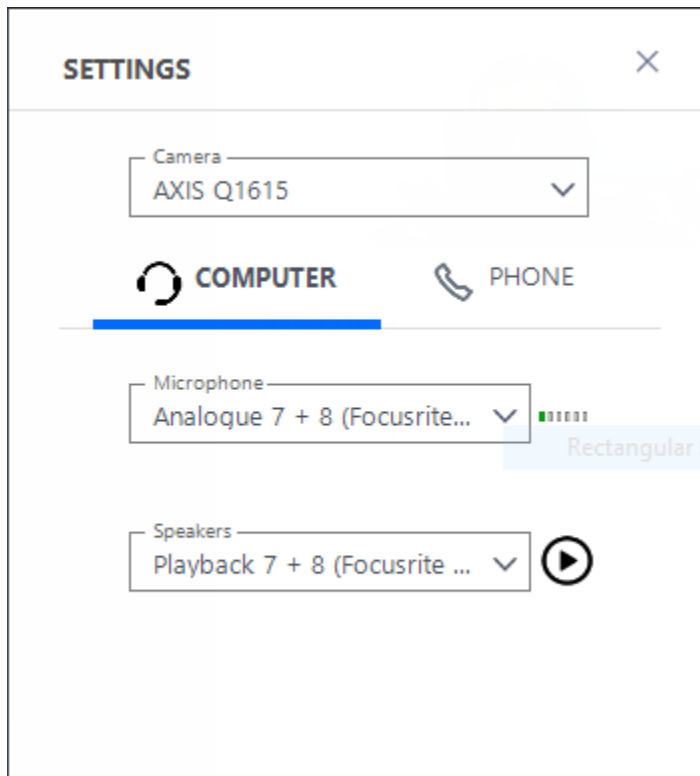 SETTINGS
Camera
AXIS Q1615
COMPUTER
PHONE
Microphone
Analogue 7 + 8 (Focusrite...
Rectangular
Speakers
Playback 7 + 8 (Focusrite ...